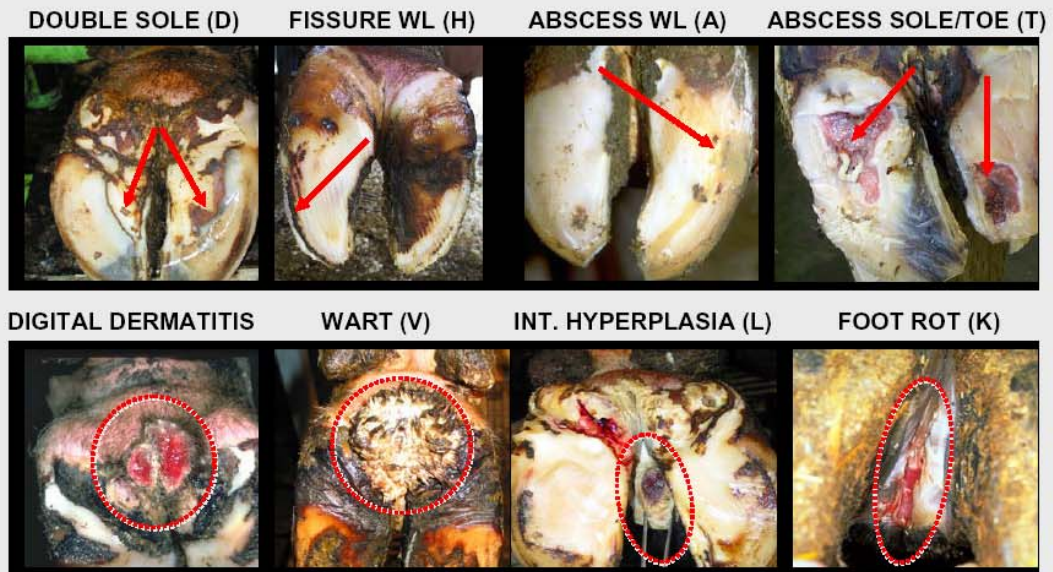 DOUBLE SOLE (D) FISSURE WL (H) ABSCESS WL (A) ABSCESS SOLE/TOE (T)
DIGITAL DERMATITIS WART (V) INT. HYPERPLASIA (L) FOOT ROT (K)